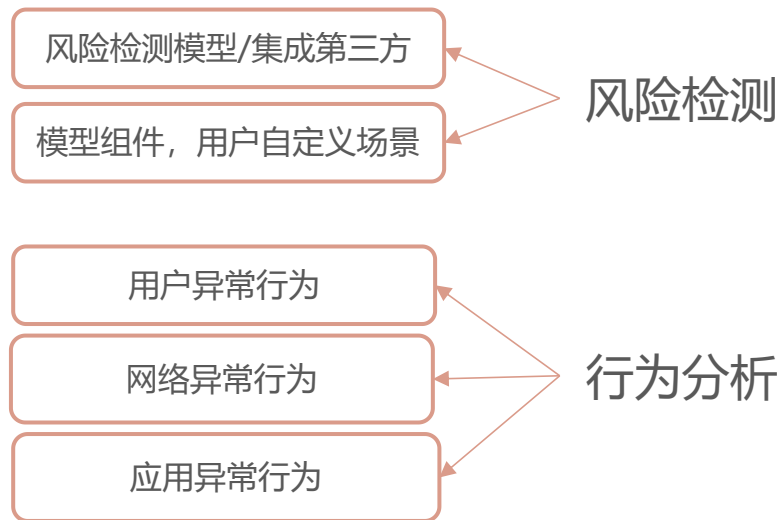 风险检测模型/集成第三方
模型组件，用户自定义场景
风险检测
用户异常行为
网络异常行为
应用异常行为
行为分析